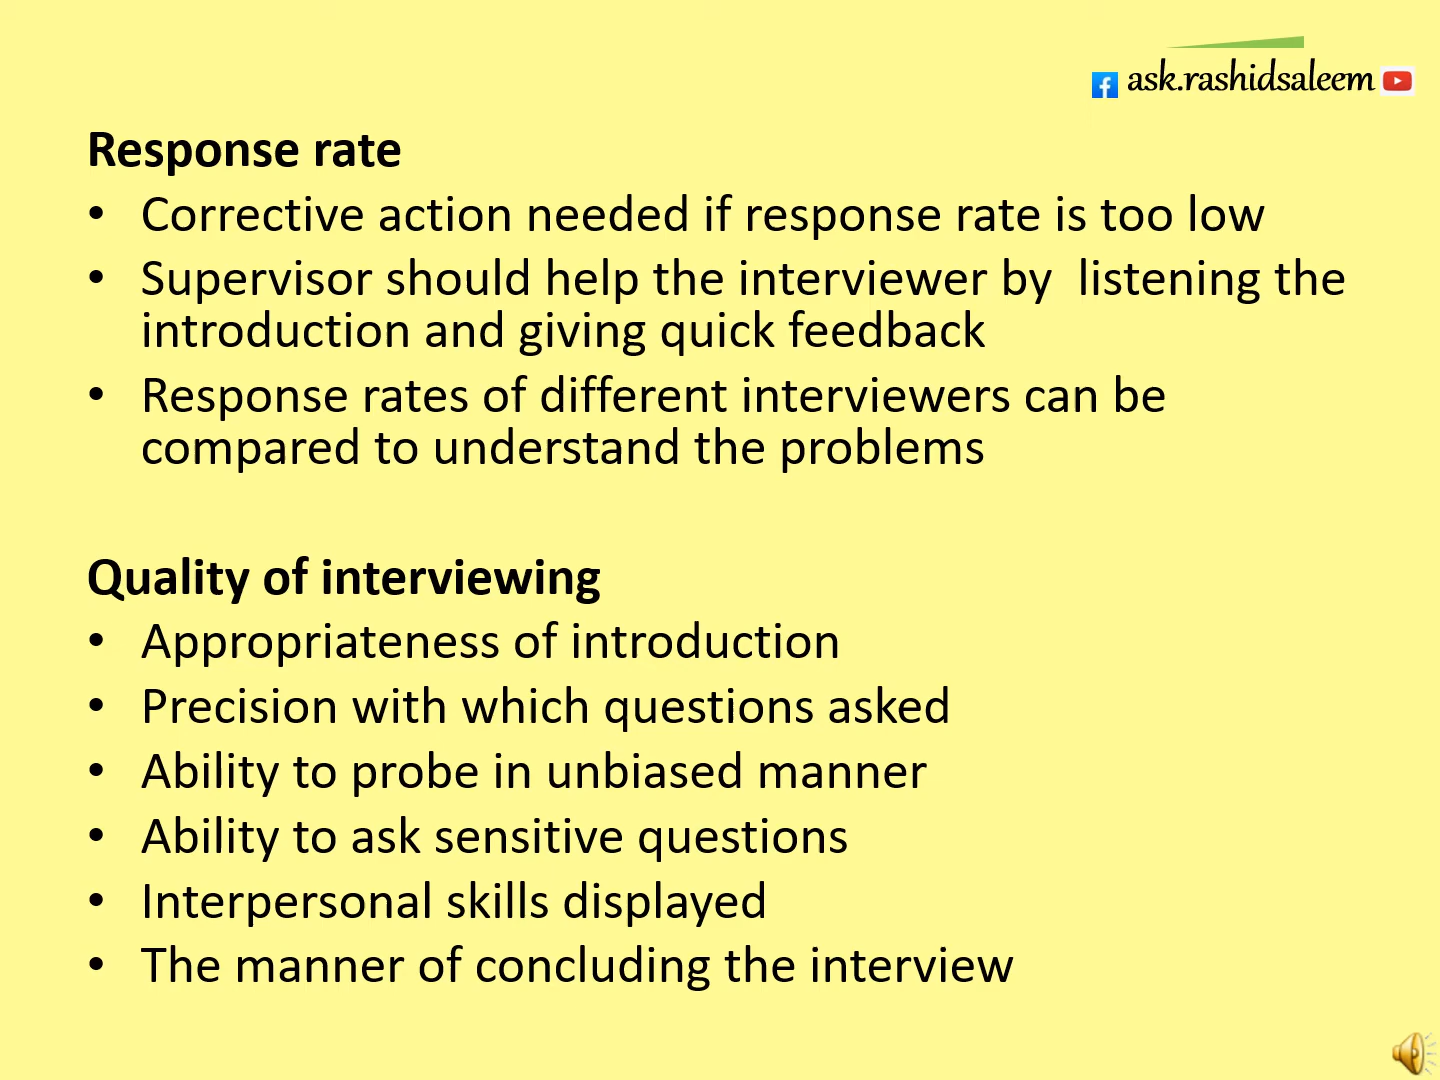 ask.rashidsaleem
Response rate
• Corrective action needed if response rate is too low
• Supervisor should help the interviewer by  listening the
introduction and giving quick feedback
• Response rates of different interviewers can be
compared to understand the problems
Quality of interviewing
• Appropriateness of introduction
• Precision with which questions asked
• Ability to probe in unbiased manner
• Ability to ask sensitive questions
• Interpersonal skills displayed
• The manner of concluding the interview